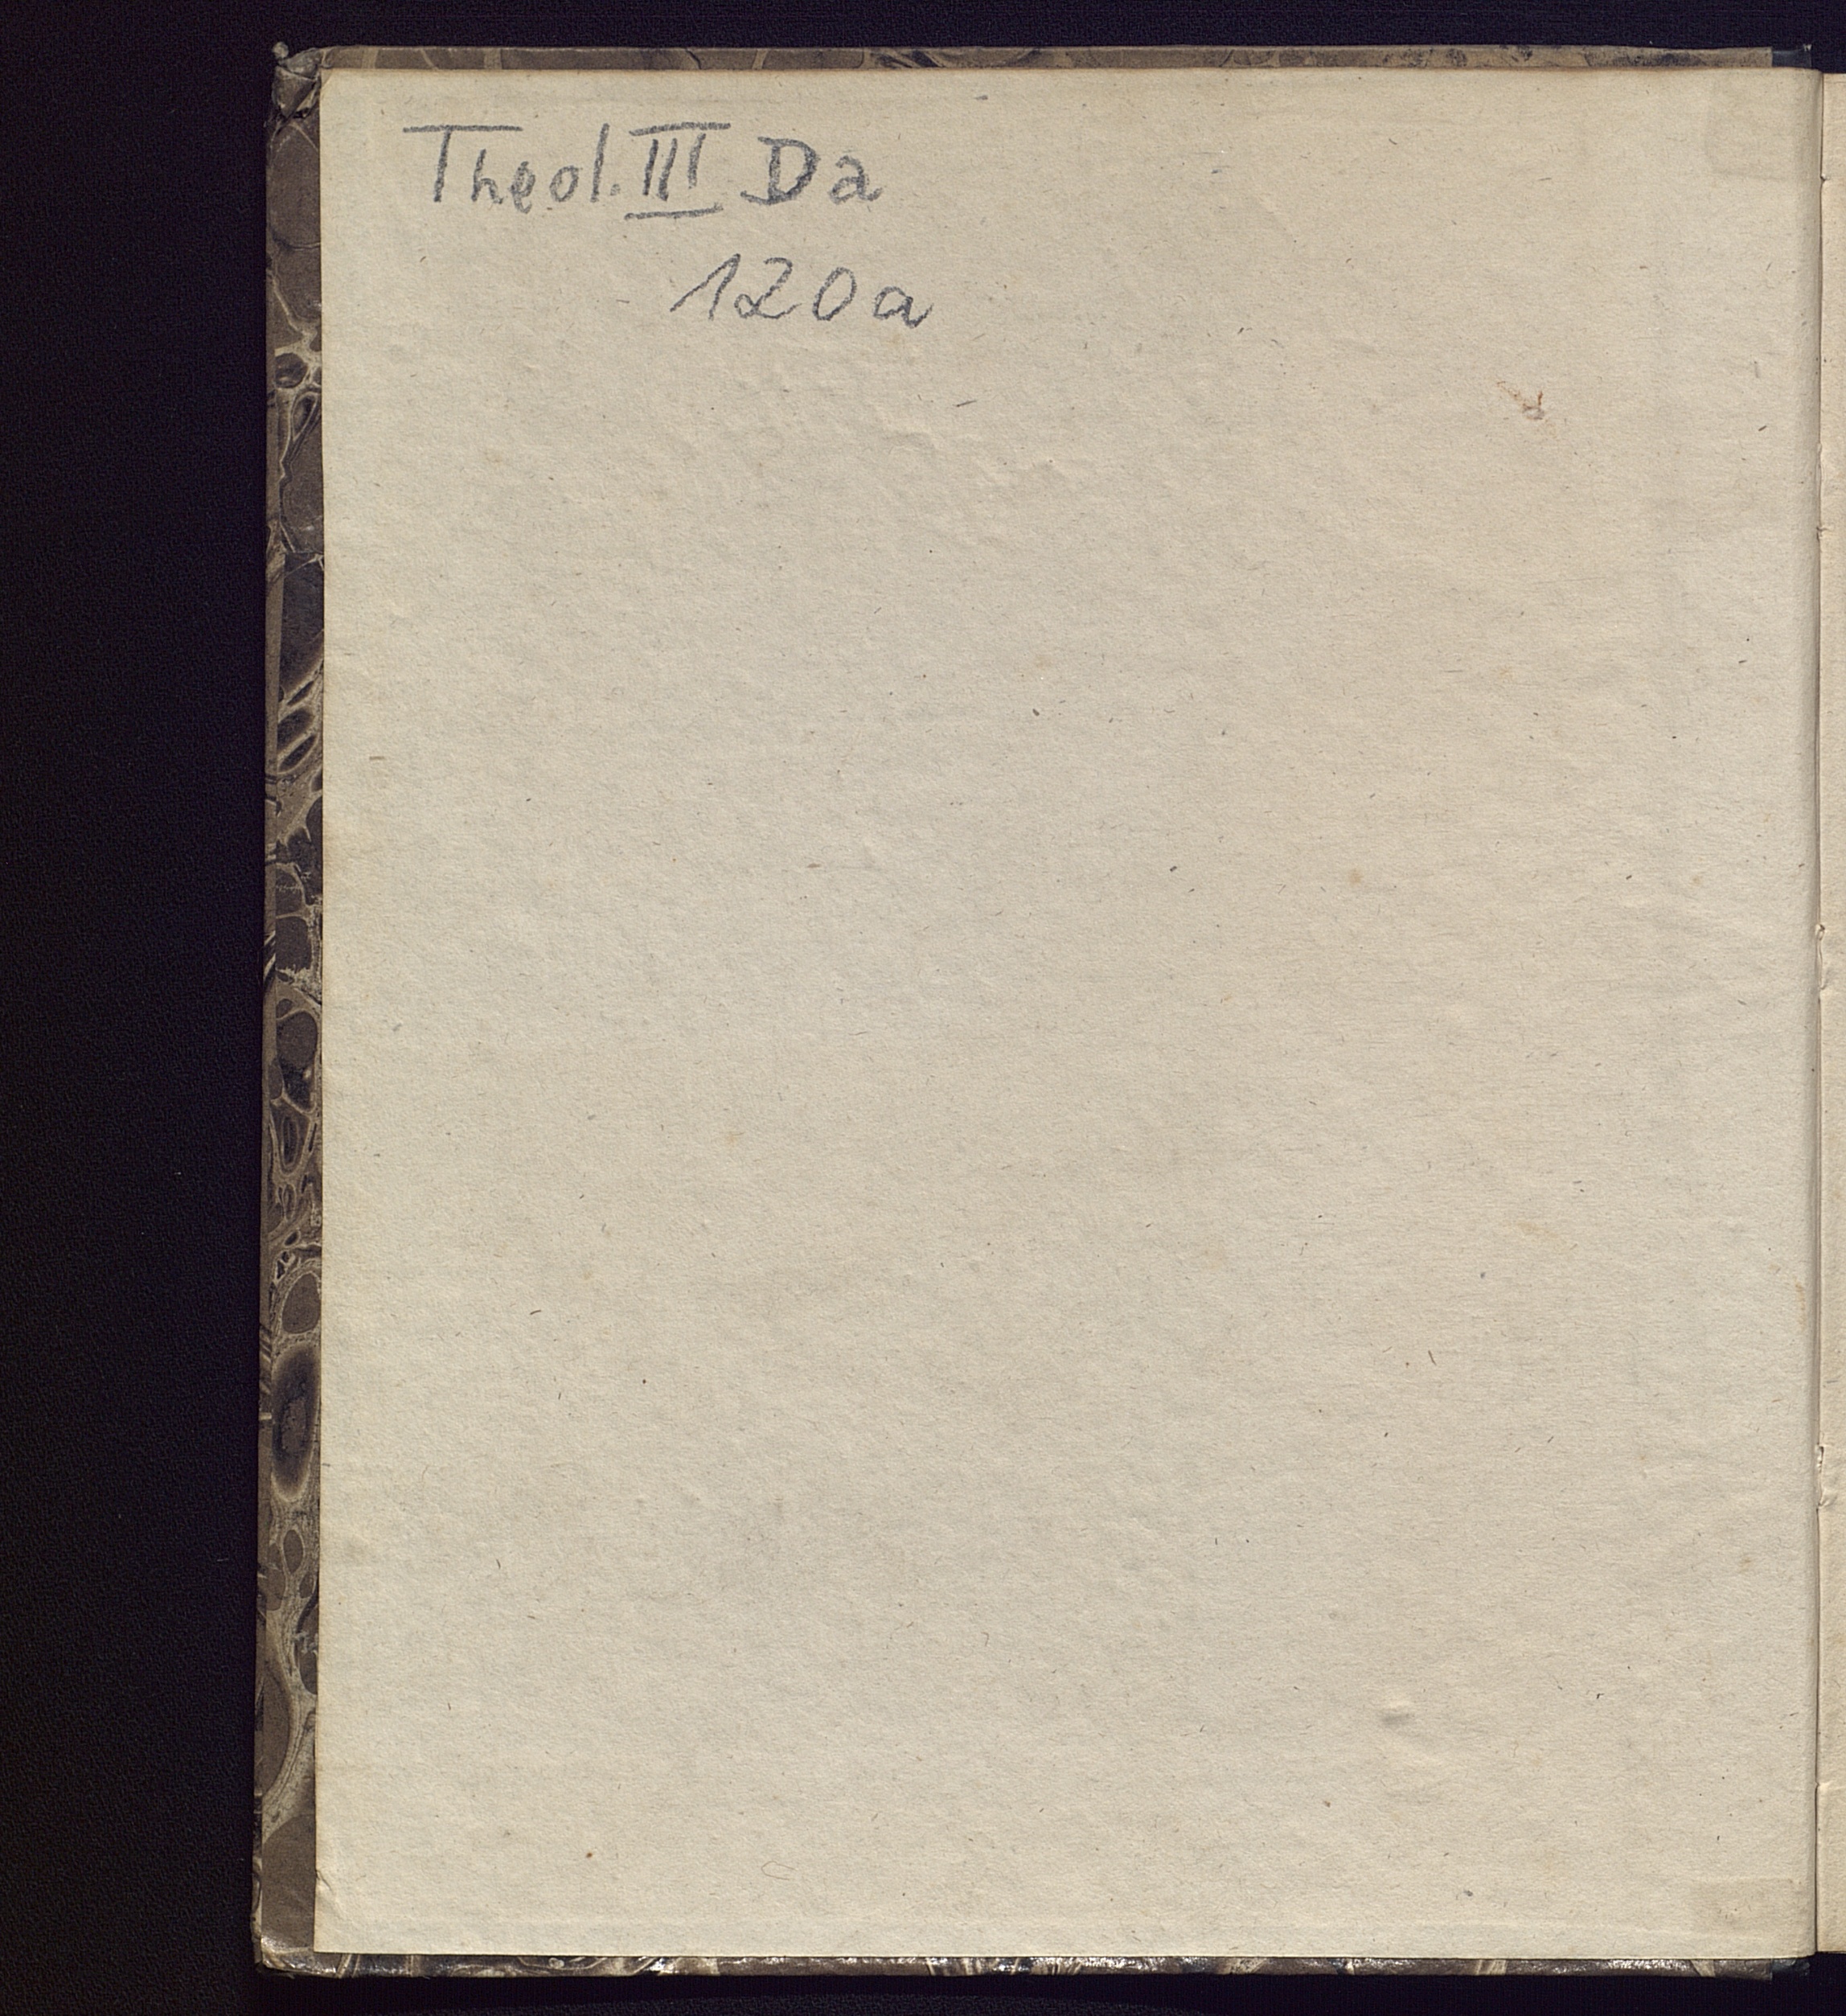 Theol. III Da
120a